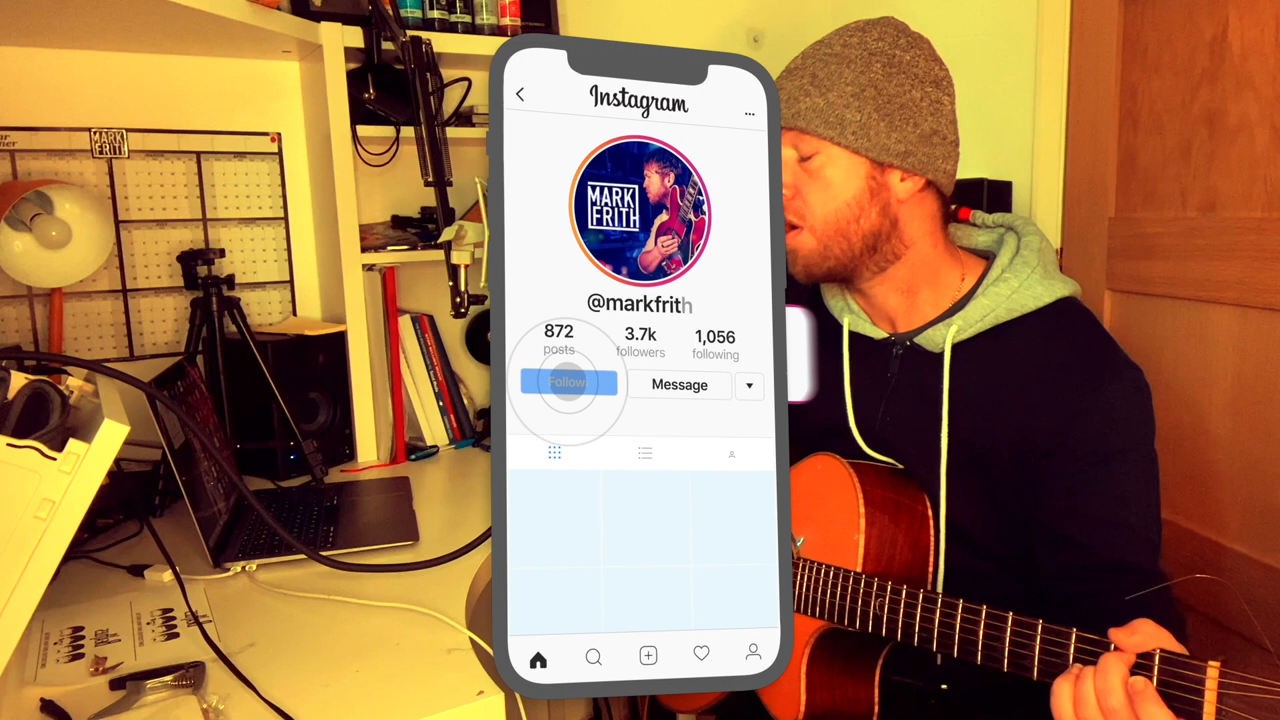 Instagram
MARK
FRITH
MARK
FRITH
@markfrith
872
3.7k
1,056
posts
followers
following
Follow
Message